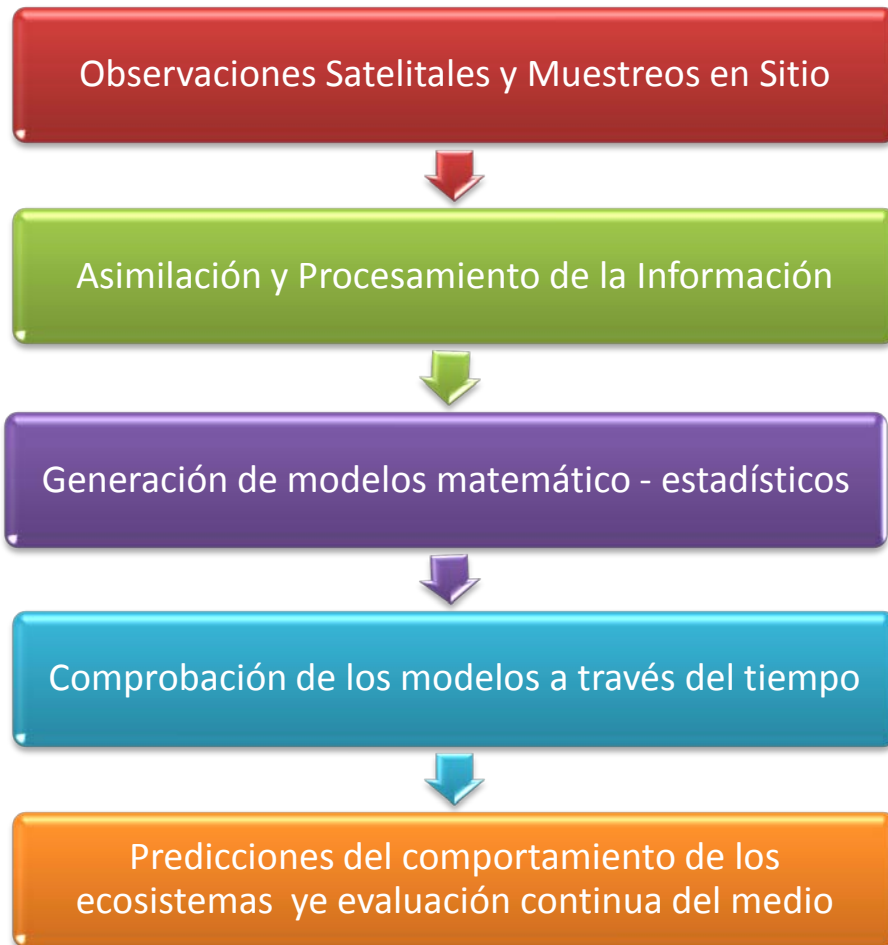 Observaciones Satelitales y Muestreos en Sitio
Asimilación y Procesamiento de la Información
Generación de modelos matemático - estadísticos
Comprobación de los modelos a través del tiempo
Predicciones del comportamiento de los
ecosistemas ye evaluación continua del medio